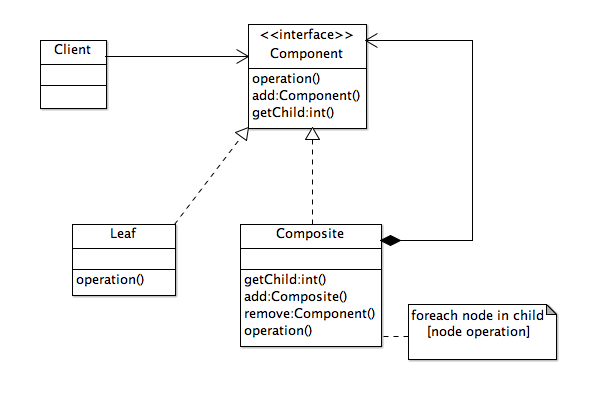 Client
<<interface>>
Component
operation()
add:Component()
getChild:int()
Leaf
operation()
Composite
getChild:int()
add:Composite()
remove:Component()
operation()
foreach node in child
[node operation]